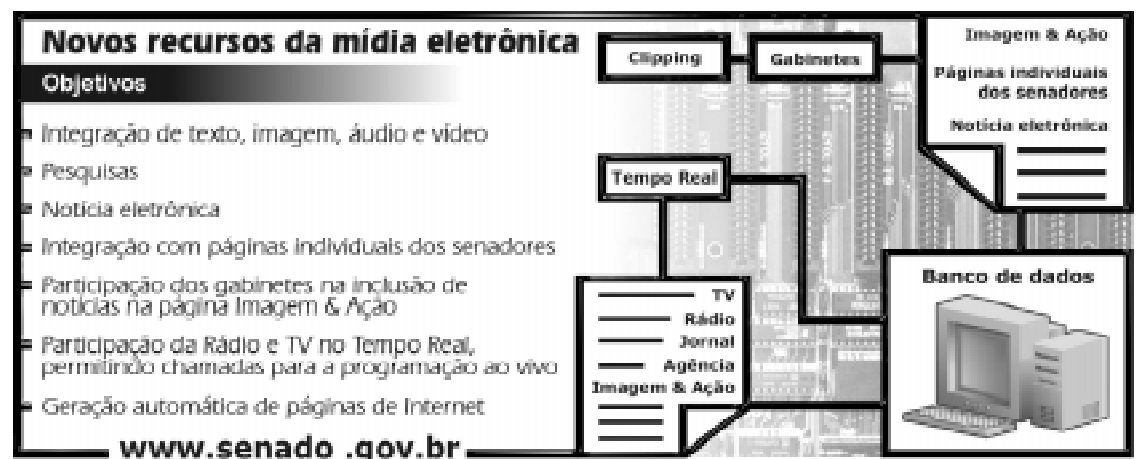 Novos recursos da mídia eletrônica
Objetivos
Integração de texto, imagem, áudio e vídeo
Pesquisas
Notícia eletrônica
Integração com páginas individuais dos senadores
Participação dos gabinetes na inclusão de
notícias na página Imagem & Ação
Participação da Rádio e TV no Tempo Real,
permitindo chamadas para a programação ao vivo
Geração automática de páginas de Internet
www.senado .gov.br
Clipping
Gabinetes
Imagem & Ação
Páginas individuais
dos senadores
Notícia eletrônica
Tempo Real
TV
Rádio
Jornal
Agência
Imagem & Ação
Banco de dados